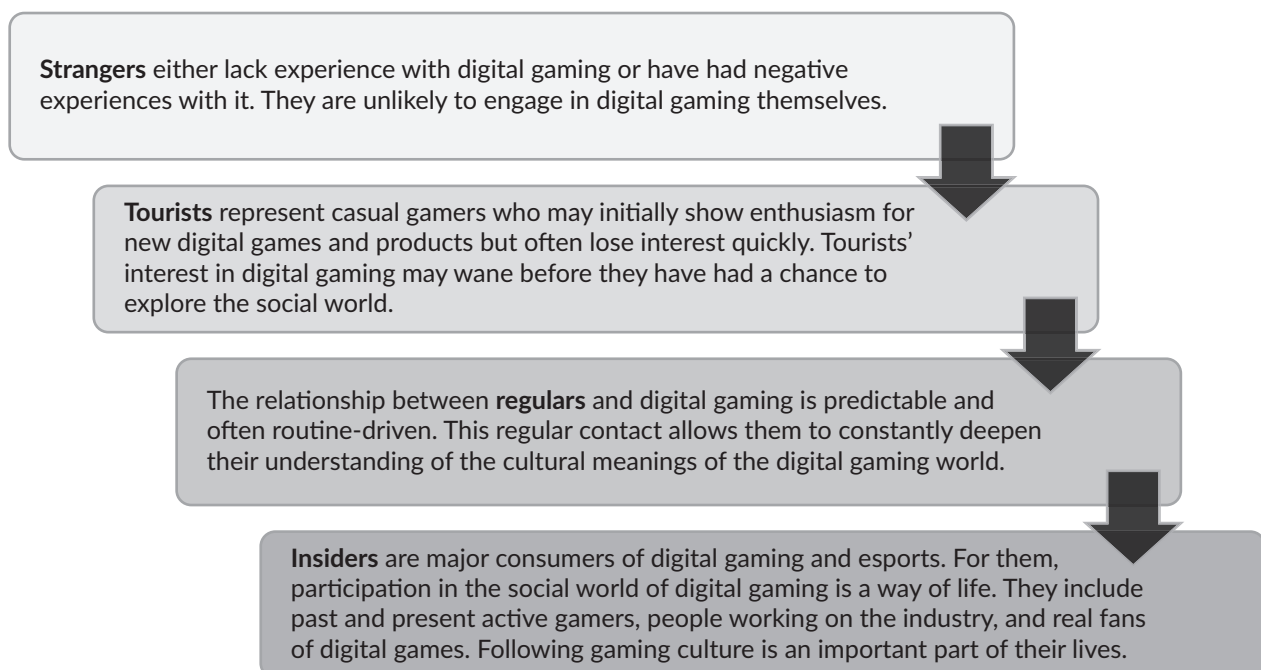 Strangers either lack experience with digital gaming or have had negative
experiences with it. They are unlikely to engage in digital gaming themselves.
Tourists represent casual gamers who may initially show enthusiasm for
new digital games and products but often lose interest quickly. Tourists’
interest in digital gaming may wane before they have had a chance to
explore the social world.
The relationship between regulars and digital gaming is predictable and
often routine-driven. This regular contact allows them to constantly deepen
their understanding of the cultural meanings of the digital gaming world.
Insiders are major consumers of digital gaming and esports. For them,
participation in the social world of digital gaming is a way of life. They include
past and present active gamers, people working on the industry, and real fans
of digital games. Following gaming culture is an important part of their lives.